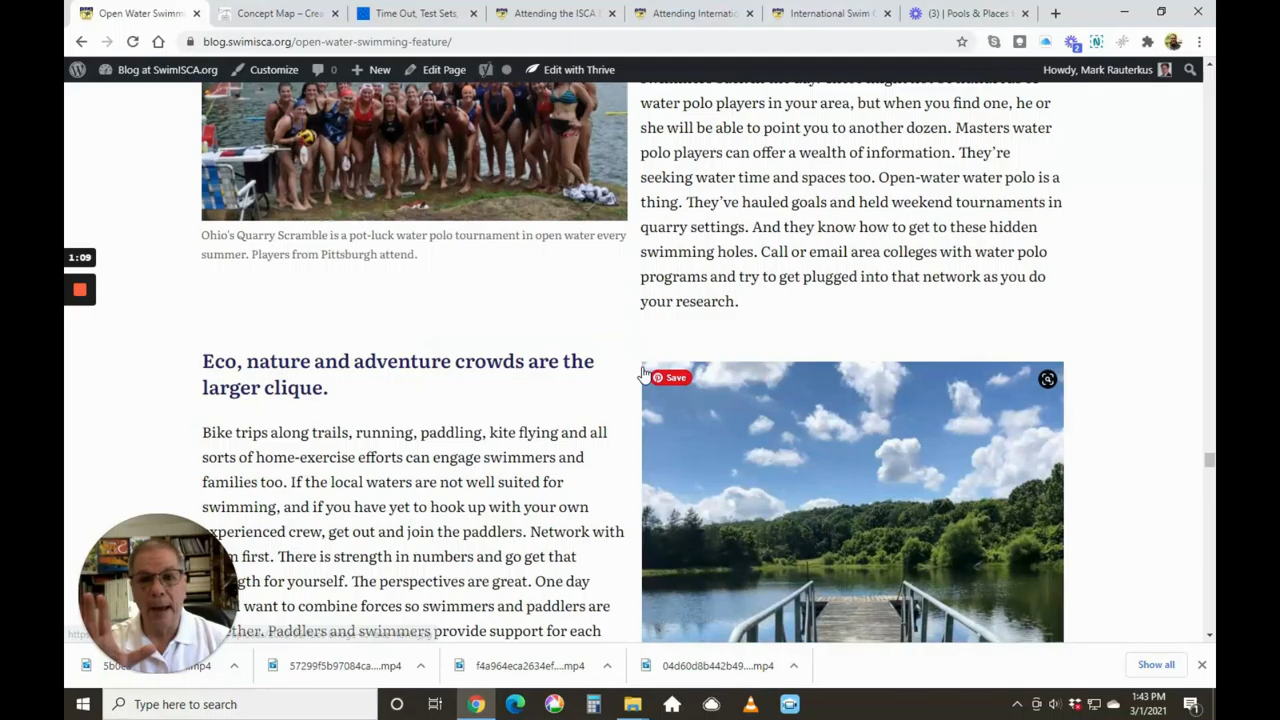 Open Water Swimm
Concept Map – Crea
Time Out, Test Sets,
Attending the ISCA B
Attending Internatio
International Swim C
(3) | Pools & Places
blog.swimisca.org/open-water-swimming-feature/
2
Blog at SwimISCA.org
Customize
0
New
Edit Page
Edit with Thrive
Howdy, Mark Rauterkus
water polo players in your area, but when you find one, he or
she will be able to point you to another dozen. Masters water
polo players can offer a wealth of information. They're
seeking water time and spaces too. Open-water water polo is a
thing. They've hauled goals and held weekend tournaments in
quarry settings. And they know how to get to these hidden
swimming holes. Call or email area colleges with water polo
programs and try to get plugged into that network as you do
your research.
Ohio's Quarry Scramble is a pot-luck water polo tournament in open water every
summer. Players from Pittsburgh attend.
1:09
Eco, nature and adventure crowds are the
larger clique.
Save
Bike trips along trails, running, paddling, kite flying and all
sorts of home-exercise efforts can engage swimmers and
families too. If the local waters are not well suited for
swimming, and if you have yet to hook up with your own
experienced crew, get out and join the paddlers. Network with
first. There is strength in numbers and go get that
for yourself. The perspectives are great. One day
want to combine forces so swimmers and paddlers are
Paddlers and swimmers provide support for each
57299f5b97084ca....mp4
f4a964eca2634ef....mp4
04d60d8b442b49....mp4
Show all
Type here to search
1:43 PM
3/1/2021
1